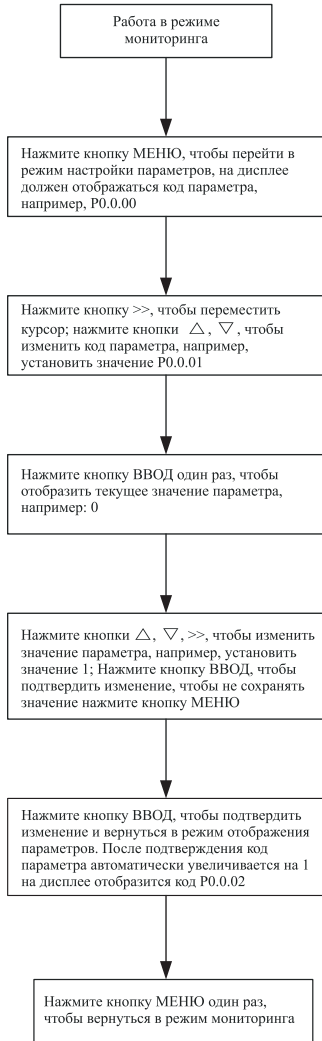 Работа в режиме
мониторинга
Нажмите кнопку МЕНЮ, чтобы перейти в
режим настройки параметров, на дисплее
должен отображаться код параметра,
например, P0.0.00
Нажмите кнопку >>, чтобы переместить
курсор; нажмите кнопки △, ▽, чтобы
изменить код параметра, например,
установить значение P0.0.01
Нажмите кнопку ВВОД один раз, чтобы
отобразить текущее значение параметра,
например: 0
Нажмите кнопки △, ▽, >>, чтобы изменить
значение параметра, например, установить
значение 1; Нажмите кнопку ВВОД, чтобы
подтвердить изменение, чтобы не сохранять
значение нажмите кнопку МЕНЮ
Нажмите кнопку ВВОД, чтобы подтвердить
изменение и вернуться в режим отображения
параметров. После подтверждения код
параметра автоматически увеличивается на 1
на дисплее отобразится код P0.0.02
Нажмите кнопку МЕНЮ один раз,
чтобы вернуться в режим мониторинга